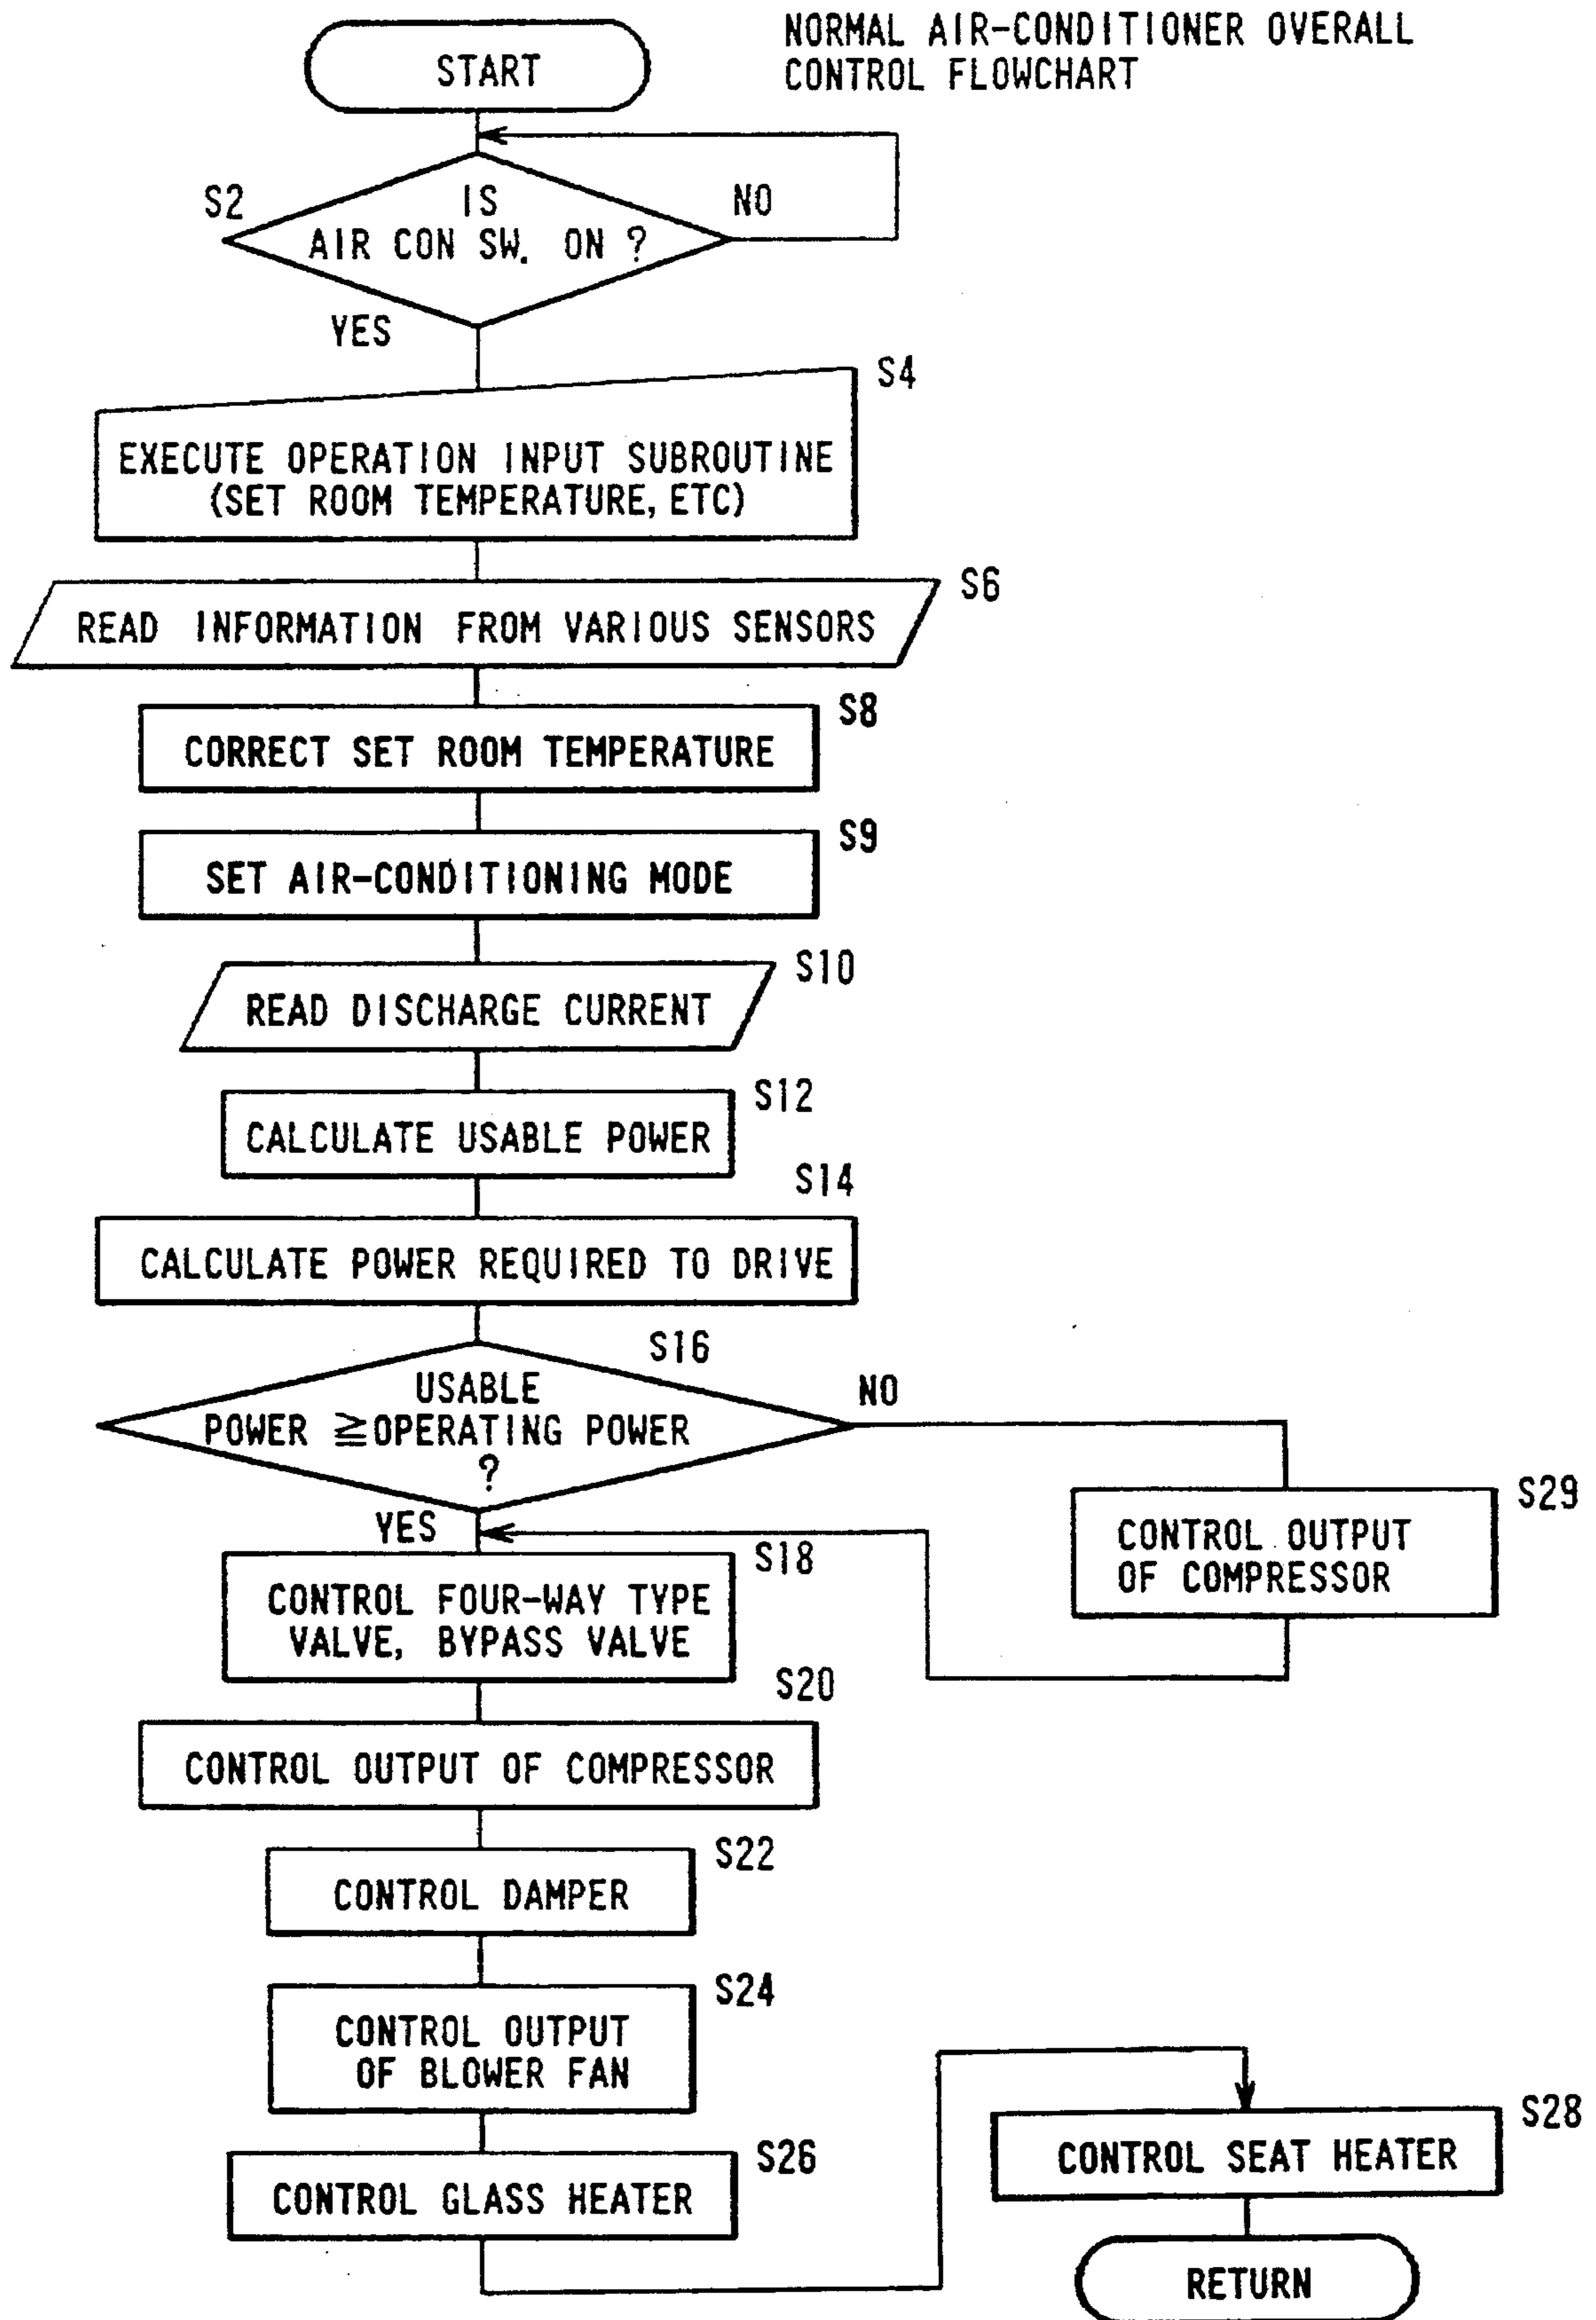 NORMAL AIR-CONDITIONER OVERALL
CONTROL FLOWCHART
START
S2
IS
AIR CON SW. ON ?
NO
YES
S4
EXECUTE OPERATION INPUT SUBROUTINE
(SET ROOM TEMPERATURE, ETC)
S6
READ INFORMATION FROM VARIOUS SENSORS
S8
CORRECT SET ROOM TEMPERATURE
S9
SET AIR-CONDITIONING MODE
S10
READ DISCHARGE CURRENT
S12
CALCULATE USABLE POWER
S14
CALCULATE POWER REQUIRED TO DRIVE
S16
USABLE
POWER ≧OPERATING POWER
?
NO
YES
S29
CONTROL OUTPUT
OF COMPRESSOR
S18
CONTROL FOUR-WAY TYPE
VALVE, BYPASS VALVE
S20
CONTROL OUTPUT OF COMPRESSOR
S22
CONTROL DAMPER
S24
CONTROL OUTPUT
OF BLOWER FAN
S26
CONTROL GLASS HEATER
S28
CONTROL SEAT HEATER
RETURN